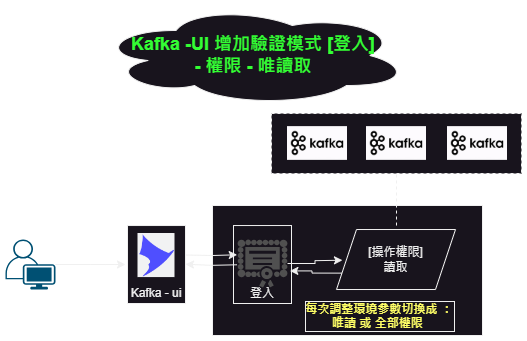 Kafka -UI 增加驗證模式 [登入]
- 權限 - 唯讀取
kafka
kafka
kafka
[操作權限]
讀取
Kafka - ui
登入
每次調整環境參數切換成 ：
唯讀 或 全部權限